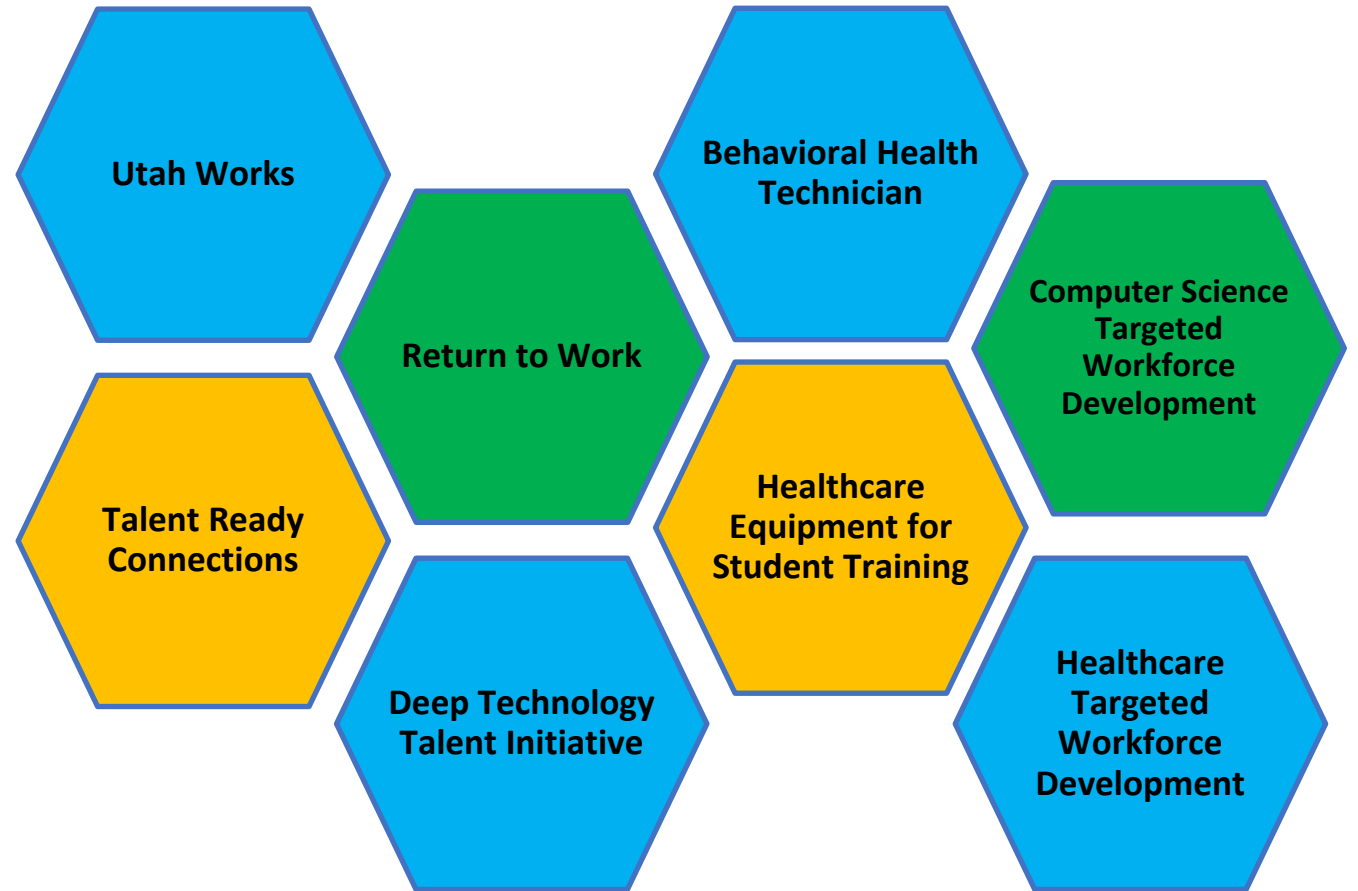 Utah Works
Behavioral Health
Technician
Return to Work
Computer Science
Targeted
Workforce
Development
Talent Ready
Connections
Healthcare
Equipment for
Student Training
Deep Technology
Talent Initiative
Healthcare
Targeted
Workforce
Development